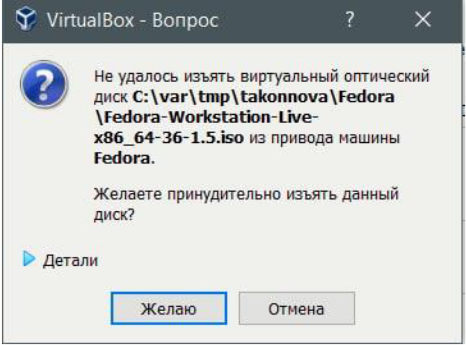 VirtualBox - Вопрос
Не удалось изъять виртуальный оптический
диск C:\var\tmp\takonnova\Fedora
\Fedora-Workstation-Live-
x86_64-36-1.5.iso из привода машины
Fedora.
Желаете принудительно изъять данный
диск?
Детали
Желаю
Отмена